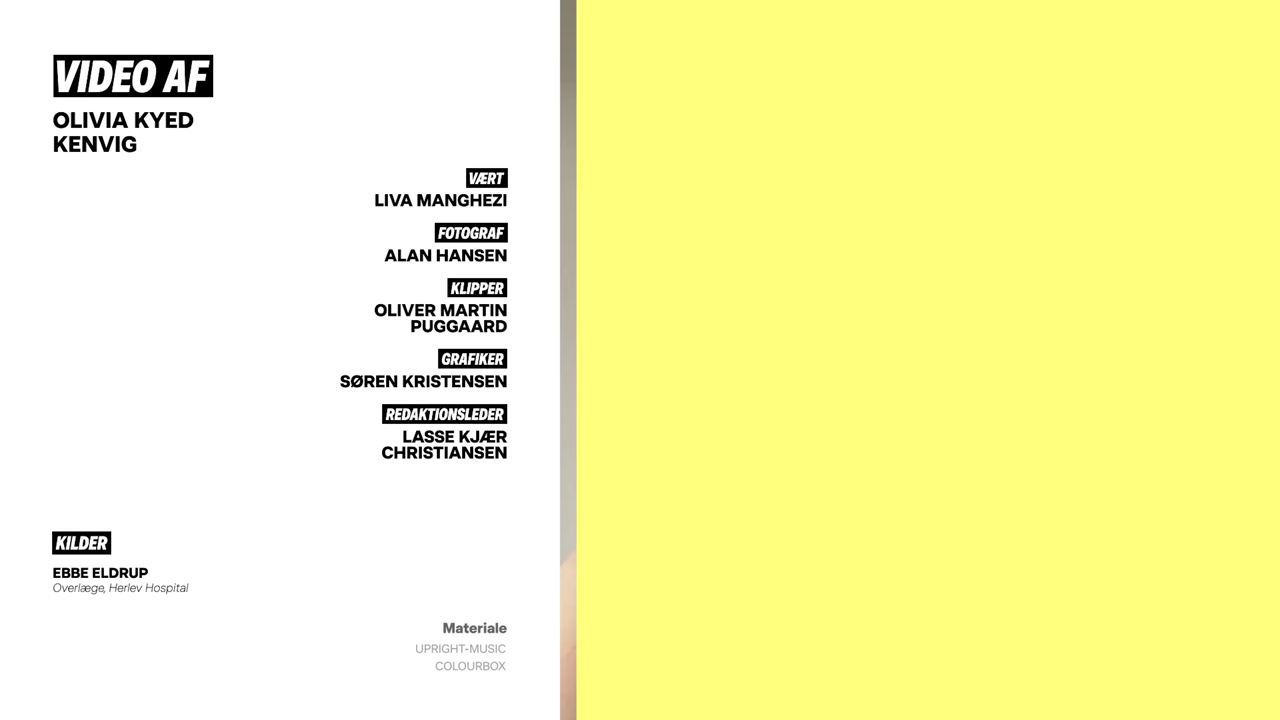 VIDEO AF
OLIVIA KYED
KENVIG
VÆRT
LIVA MANGHEZI
FOTOGRAF
ALAN HANSEN
KLIPPER
OLIVER MARTIN
PUGGAARD
GRAFIKER
SØREN KRISTENSEN
REDAKTIONSLEDER
LASSE KJÆR
CHRISTIANSEN
KILDER
EBBE ELDRUP
Overlæge, Herlev Hospital
Materiale
UPRIGHT-MUSIC
COLOURBOX